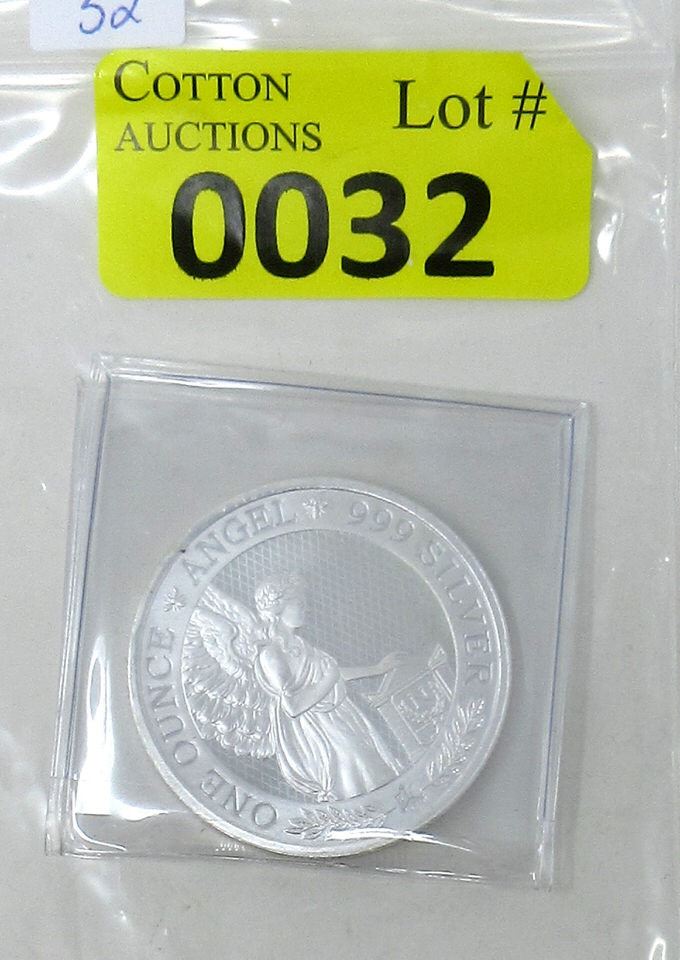 52
COTTON
AUCTIONS
Lot #
0032
ONE OUNCE * ANGEL * 999 SILVER